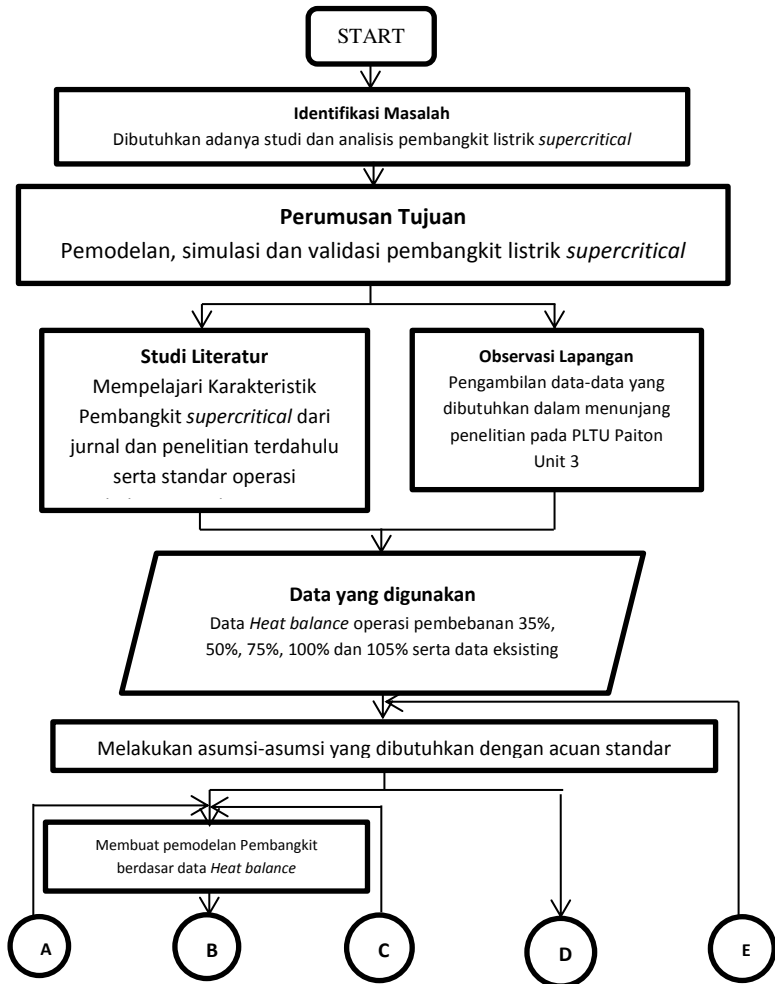 START
Identifikasi Masalah
Dibutuhkan adanya studi dan analisis pembangkit listrik supercritical
Perumusan Tujuan
Pemodelan, simulasi dan validasi pembangkit listrik supercritical
Studi Literatur
Mempelajari Karakteristik
Pembangkit supercritical dari
jurnal dan penelitian terdahulu
serta standar operasi
Observasi Lapangan
Pengambilan data-data yang
dibutuhkan dalam menunjang
penelitian pada PLTU Paiton
Unit 3
Data yang digunakan
Data Heat balance operasi pembebanan 35%,
50%, 75%, 100% dan 105% serta data eksisting
Melakukan asumsi-asumsi yang dibutuhkan dengan acuan standar
Membuat pemodelan Pembangkit
berdasar data Heat balance
A
B
C
D
E